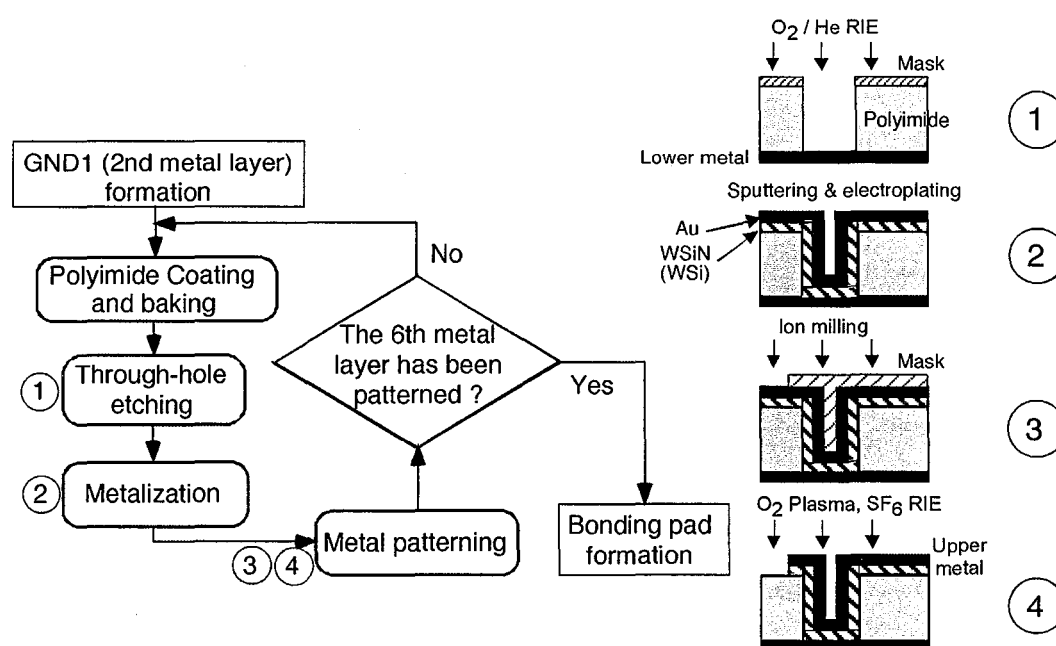 GND1 (2nd metal layer)
formation
Polyimide Coating
and baking
1
Through-hole
etching
2
Metalization
3 4
Metal patterning
No
The 6th metal
layer has been
patterned ?
Yes
Bonding pad
formation
O2 / He RIE
Mask
Polyimide
Lower metal
1
Sputtering & electroplating
Au
WSiN
(WSi)
2
Ion milling
Mask
3
O2 Plasma, SF6 RIE
Upper
metal
4